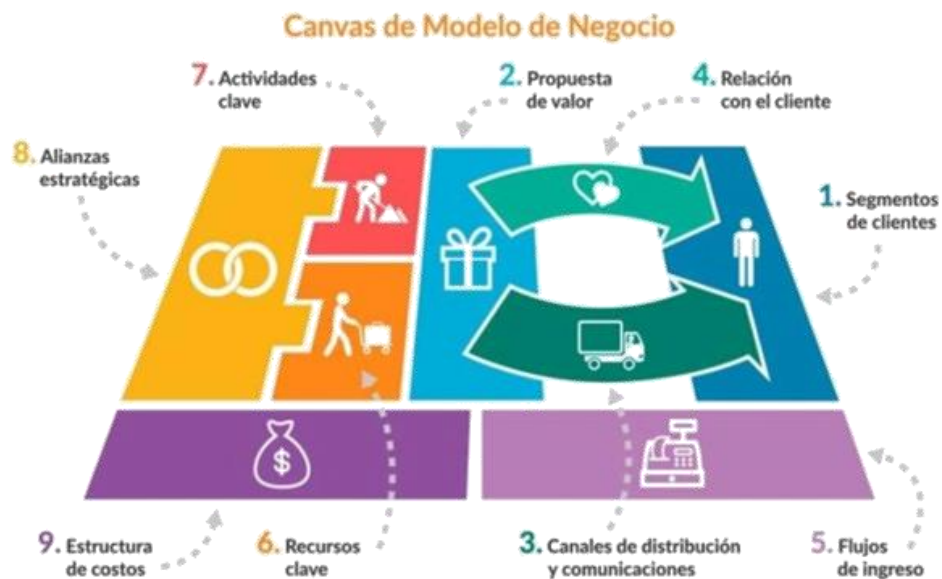 Canvas de Modelo de Negocio
7. Actividades
clave
2. Propuesta
de valor
4. Relación
con el cliente
8. Alianzas
estratégicas
1. Segmentos
de clientes
$
9. Estructura
de costos
6. Recursos
clave
3. Canales de distribución
y comunicaciones
5. Flujos
de ingreso